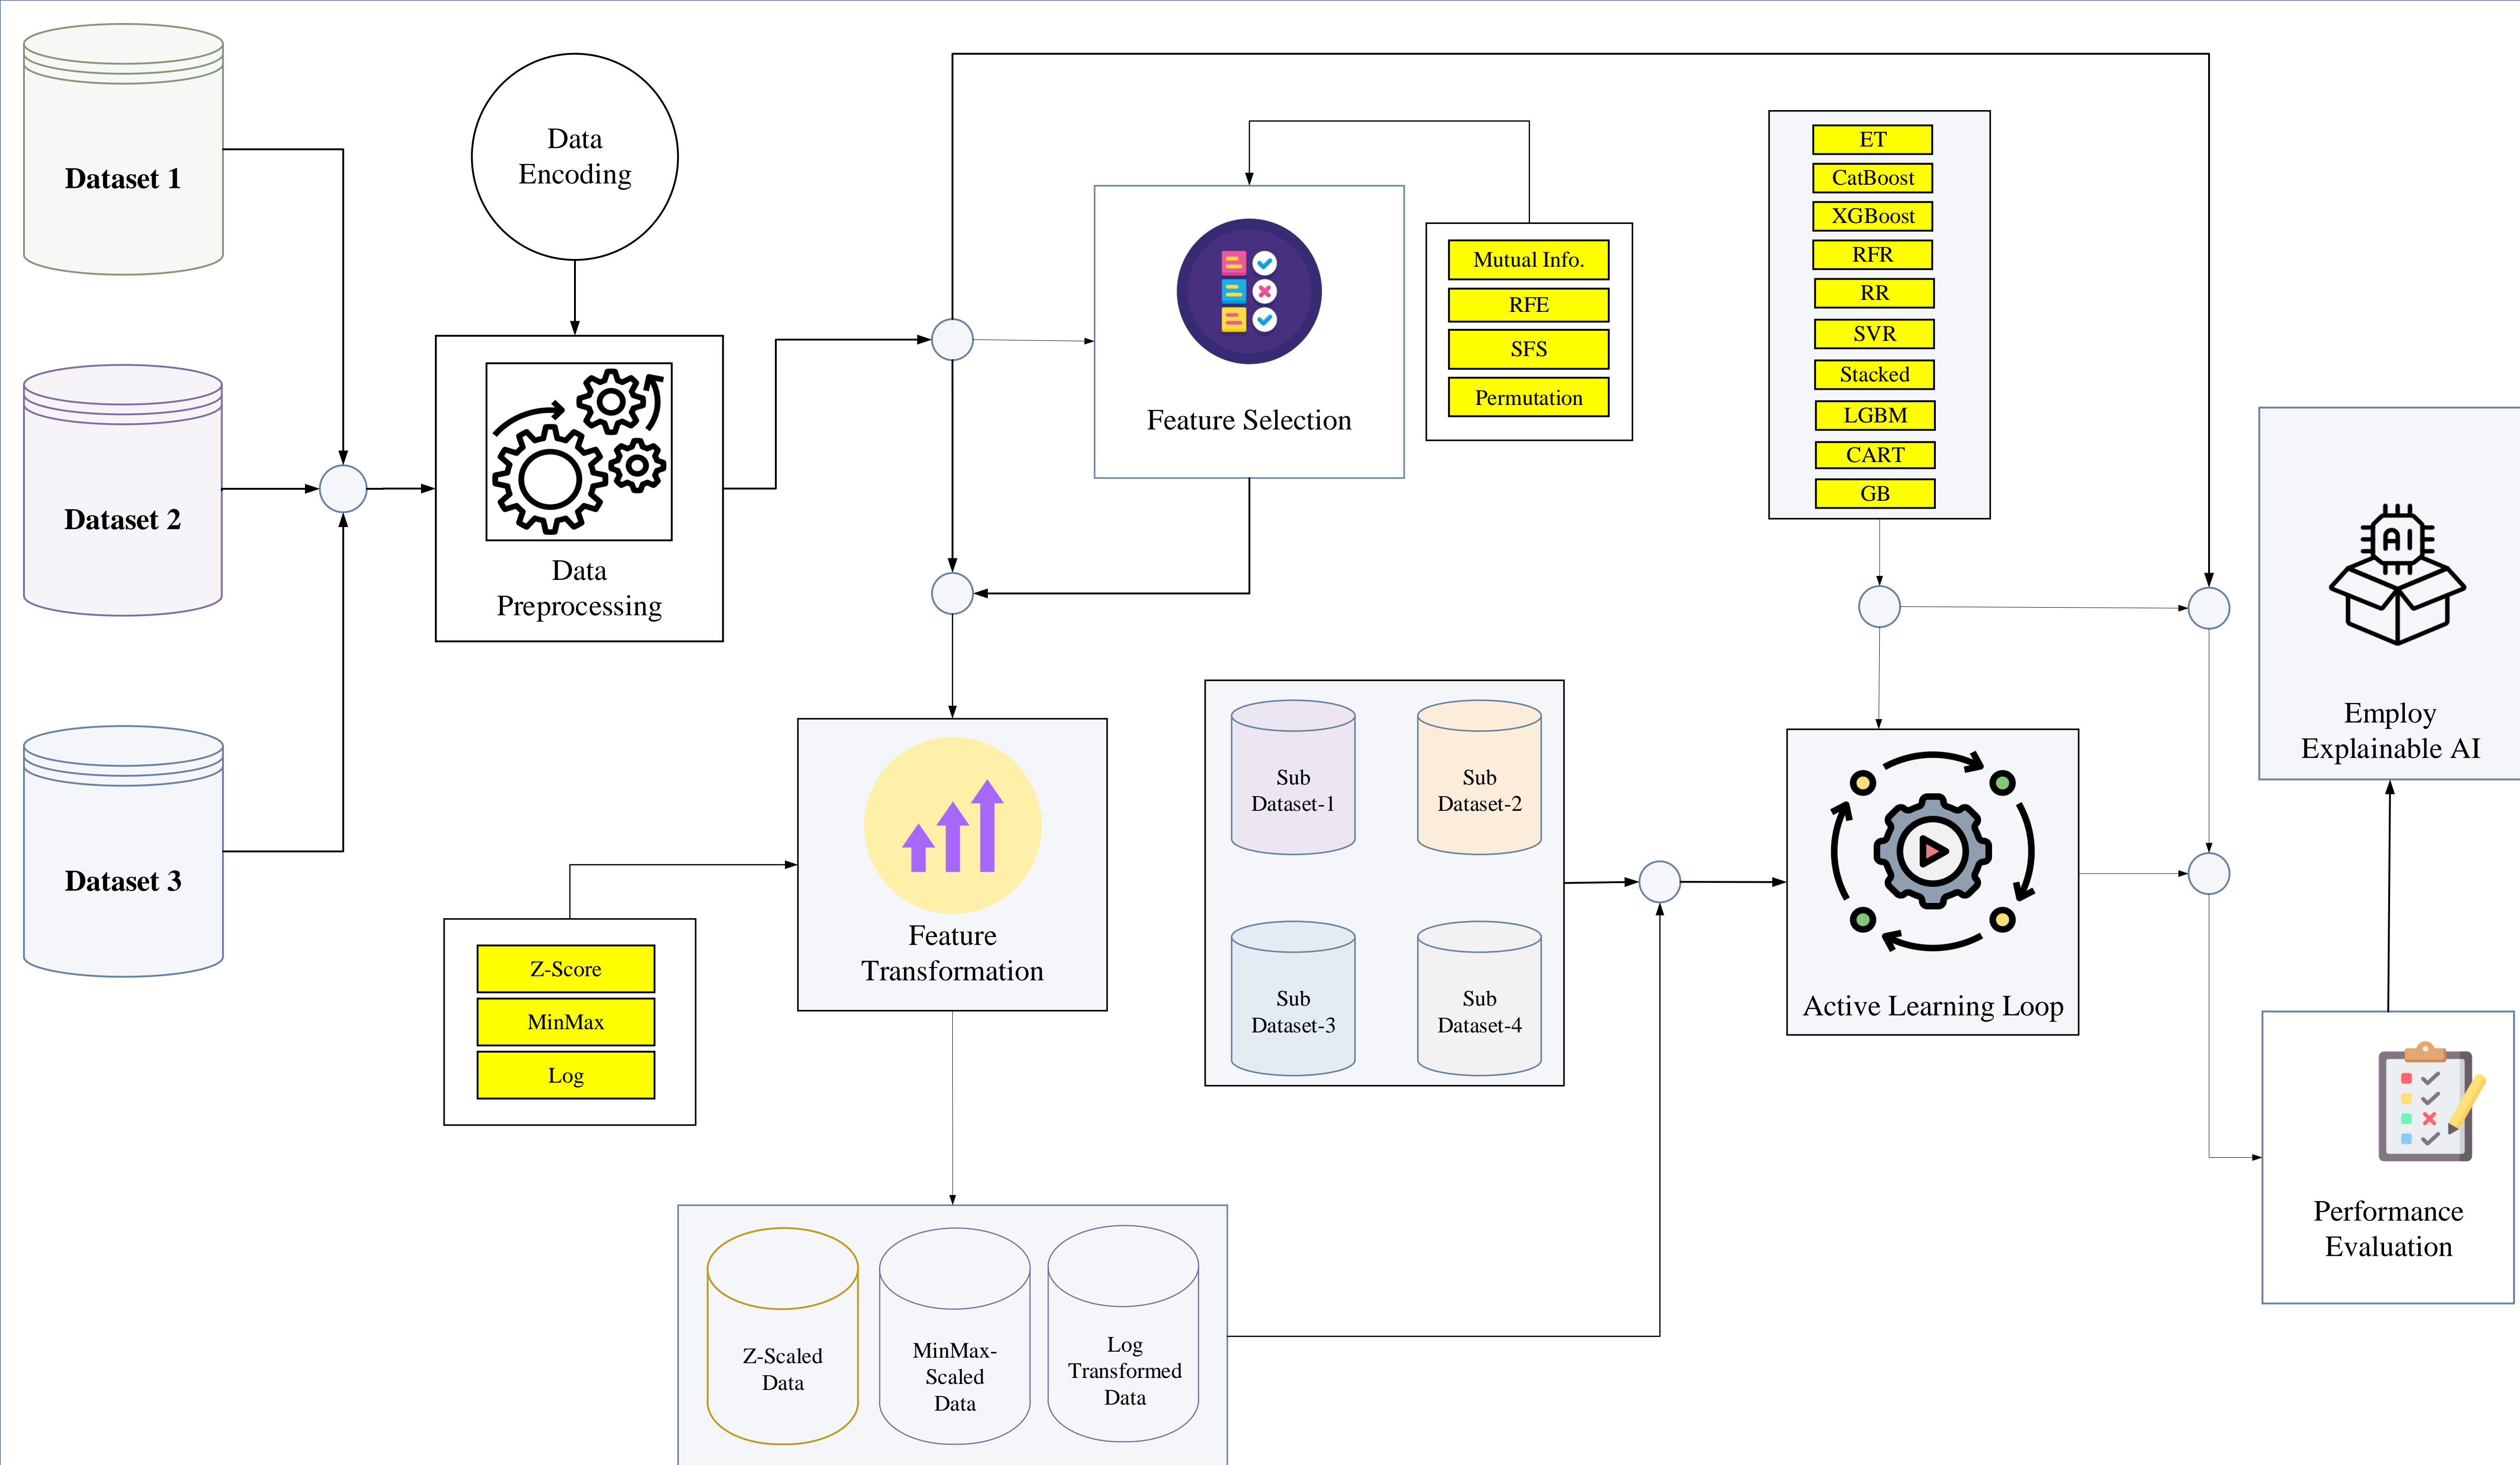 Dataset 1
Dataset 2
Dataset 3
Data
Encoding
Data
Preprocessing
Feature Selection
Mutual Info.
RFE
SFS
Permutation
ET
CatBoost
XGBoost
RFR
RR
SVR
Stacked
LGBM
CART
GB
Z-Score
MinMax
Log
Feature
Transformation
Sub
Dataset-1
Sub
Dataset-2
Sub
Dataset-3
Sub
Dataset-4
Active Learning Loop
AI
Employ
Explainable AI
Performance
Evaluation
Z-Scaled
Data
MinMax-
Scaled
Data
Log
Transformed
Data